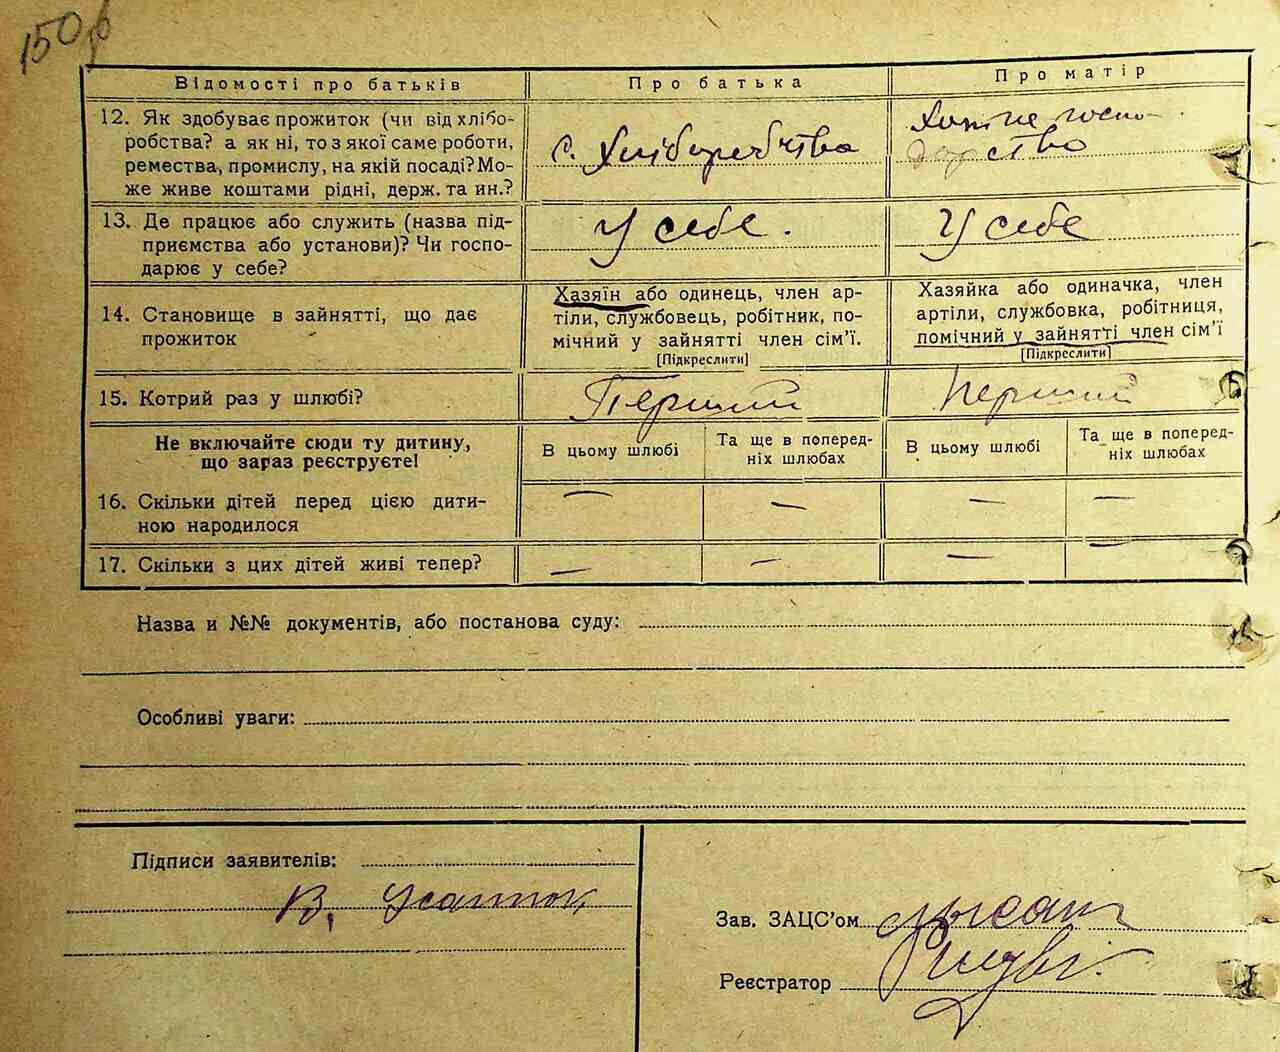 150
Відомості про батьків
Про батька
Про матір
12. Як здобуває прожиток (чи від хлібо-
робства? а як ні, то з якої саме роботи,
ремества, промислу, на якій посаді? Мо-
же живе коштами рідні, держ. та ин.?
с. Хліборобства
Хатнє госпо-
дарство
13. Де працює або служить (назва під-
приємства або установи)? Чи госпо-
дарює у себе?
У себе.
У себе
14. Становище в зайнятті, що дає
прожиток
Хазяїн або одинець, член ар-
тіли, службовець, робітник, по-
мічний у зайнятті член сім'ї.
[Підкреслити]
Хазяйка або одиначка, член
артіли, службовка, робітниця,
помічний у зайнятті член сім'ї
[Підкреслити]
15. Котрий раз у шлюбі?
Перший
Перший
Не включайте сюди ту дитину,
що зараз реєструєте!
В цьому шлюбі
Та ще в поперед-
ніх шлюбах
В цьому шлюбі
Та ще в поперед-
ніх шлюбах
16. Скільки дітей перед цією дити-
ною народилося
— — — —
17. Скільки з цих дітей живі тепер?
— — — —
Назва и №№ документів, або постанова суду:
Особливі уваги:
Підписи заявителів:
В.
Зав. ЗАЦС'ом
Реєстратор